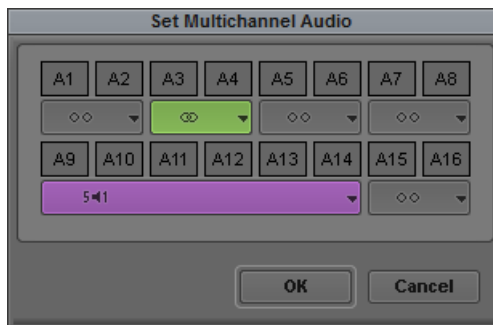 Set Multichannel Audio
A1 A2 A3 A4 A5 A6 A7 A8
A9 A10 A11 A12 A13 A14 A15 A16
5 1
OK Cancel